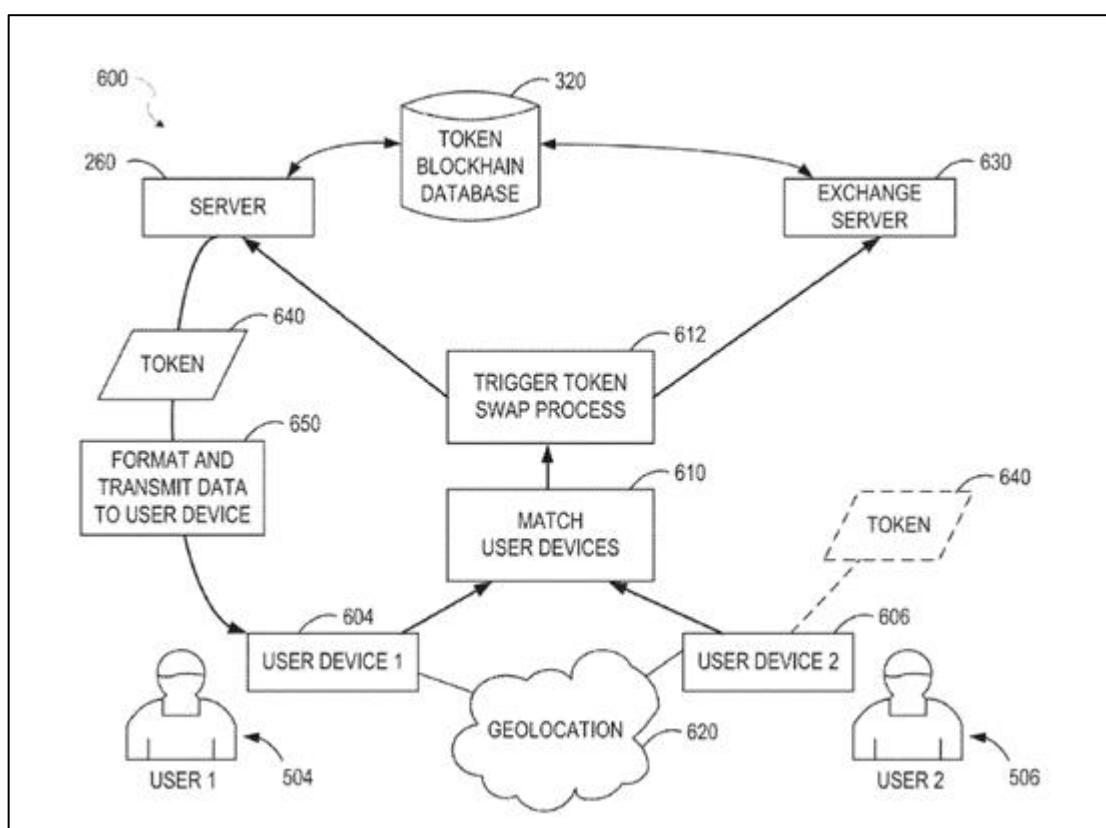 600
320
TOKEN
BLOCKHAIN
DATABASE
260
SERVER
630
EXCHANGE
SERVER
640
TOKEN
612
TRIGGER TOKEN
SWAP PROCESS
650
FORMAT AND
TRANSMIT DATA
TO USER DEVICE
610
MATCH
USER DEVICES
640
TOKEN
604
USER DEVICE 1
606
USER DEVICE 2
GEOLOCATION
620
USER 1
504
USER 2
506